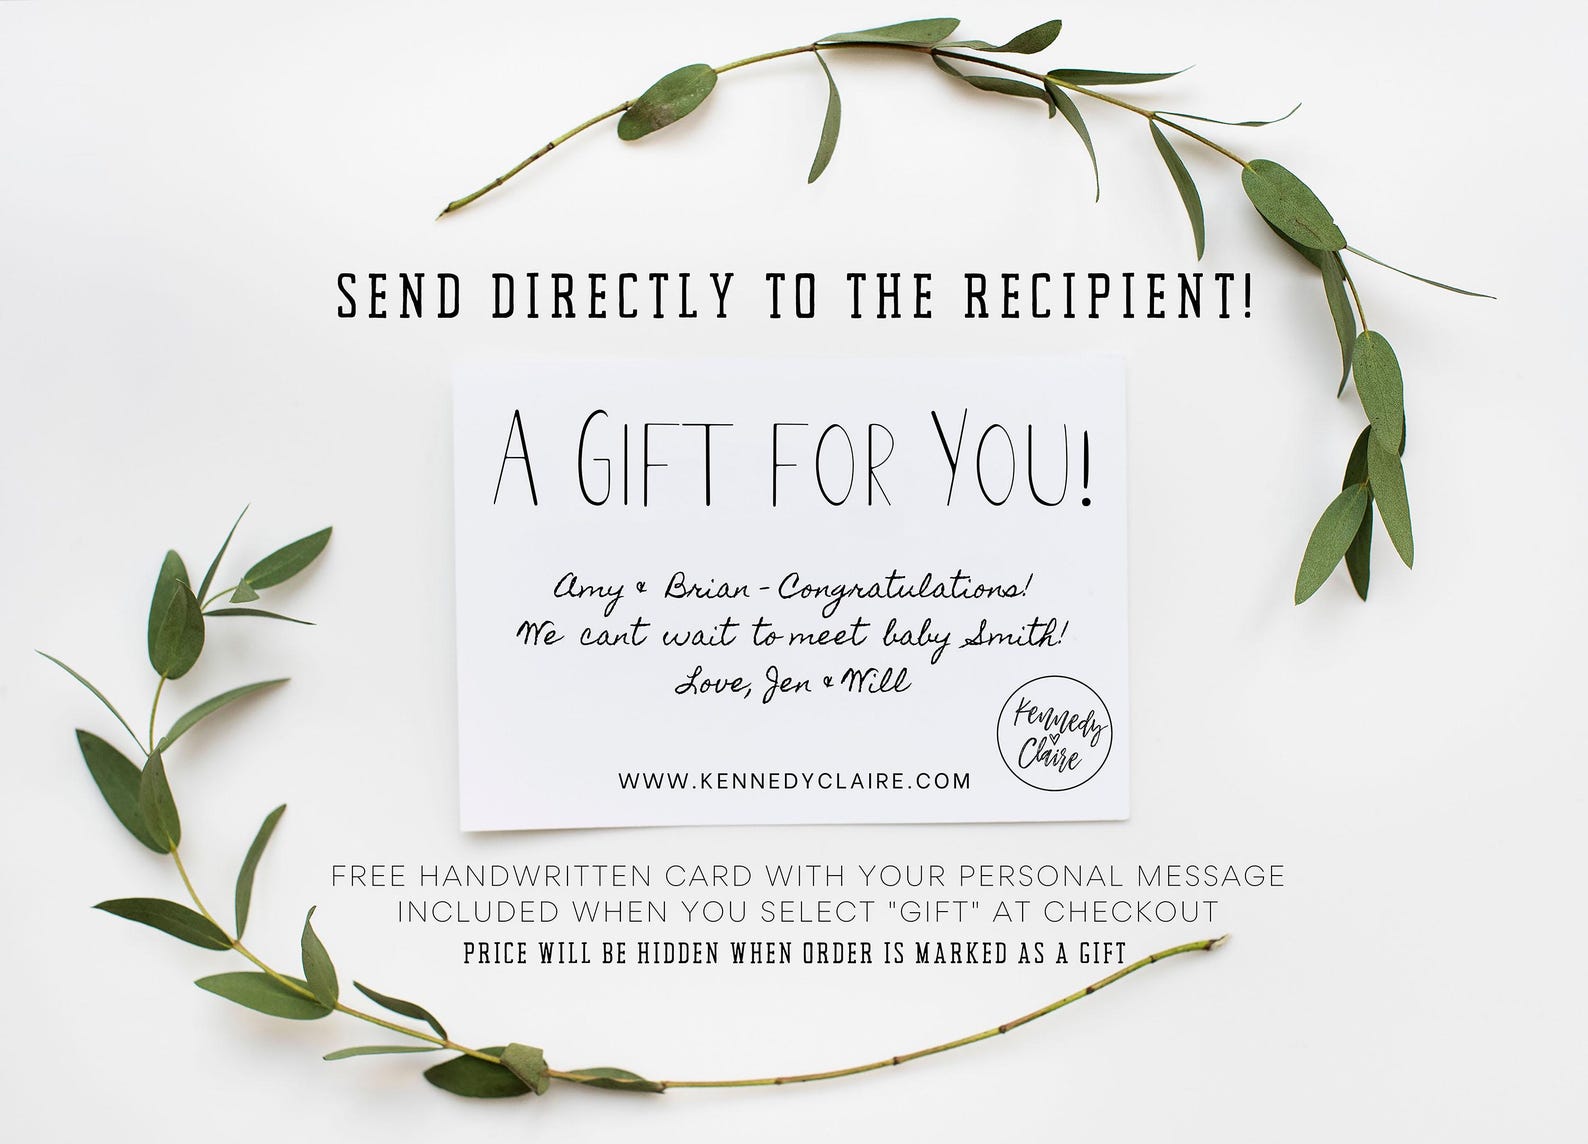 SEND DIRECTLY TO THE RECIPIENT!
A GIFT FOR YOU!
Amy & Brian - Congratulations!
We cant wait to meet baby Smith!
Love, Jen & Will
Kennedy
Claire
WWW.KENNEDYCLAIRE.COM
FREE HANDWRITTEN CARD WITH YOUR PERSONAL MESSAGE
INCLUDED WHEN YOU SELECT "GIFT" AT CHECKOUT
PRICE WILL BE HIDDEN WHEN ORDER IS MARKED AS A GIFT